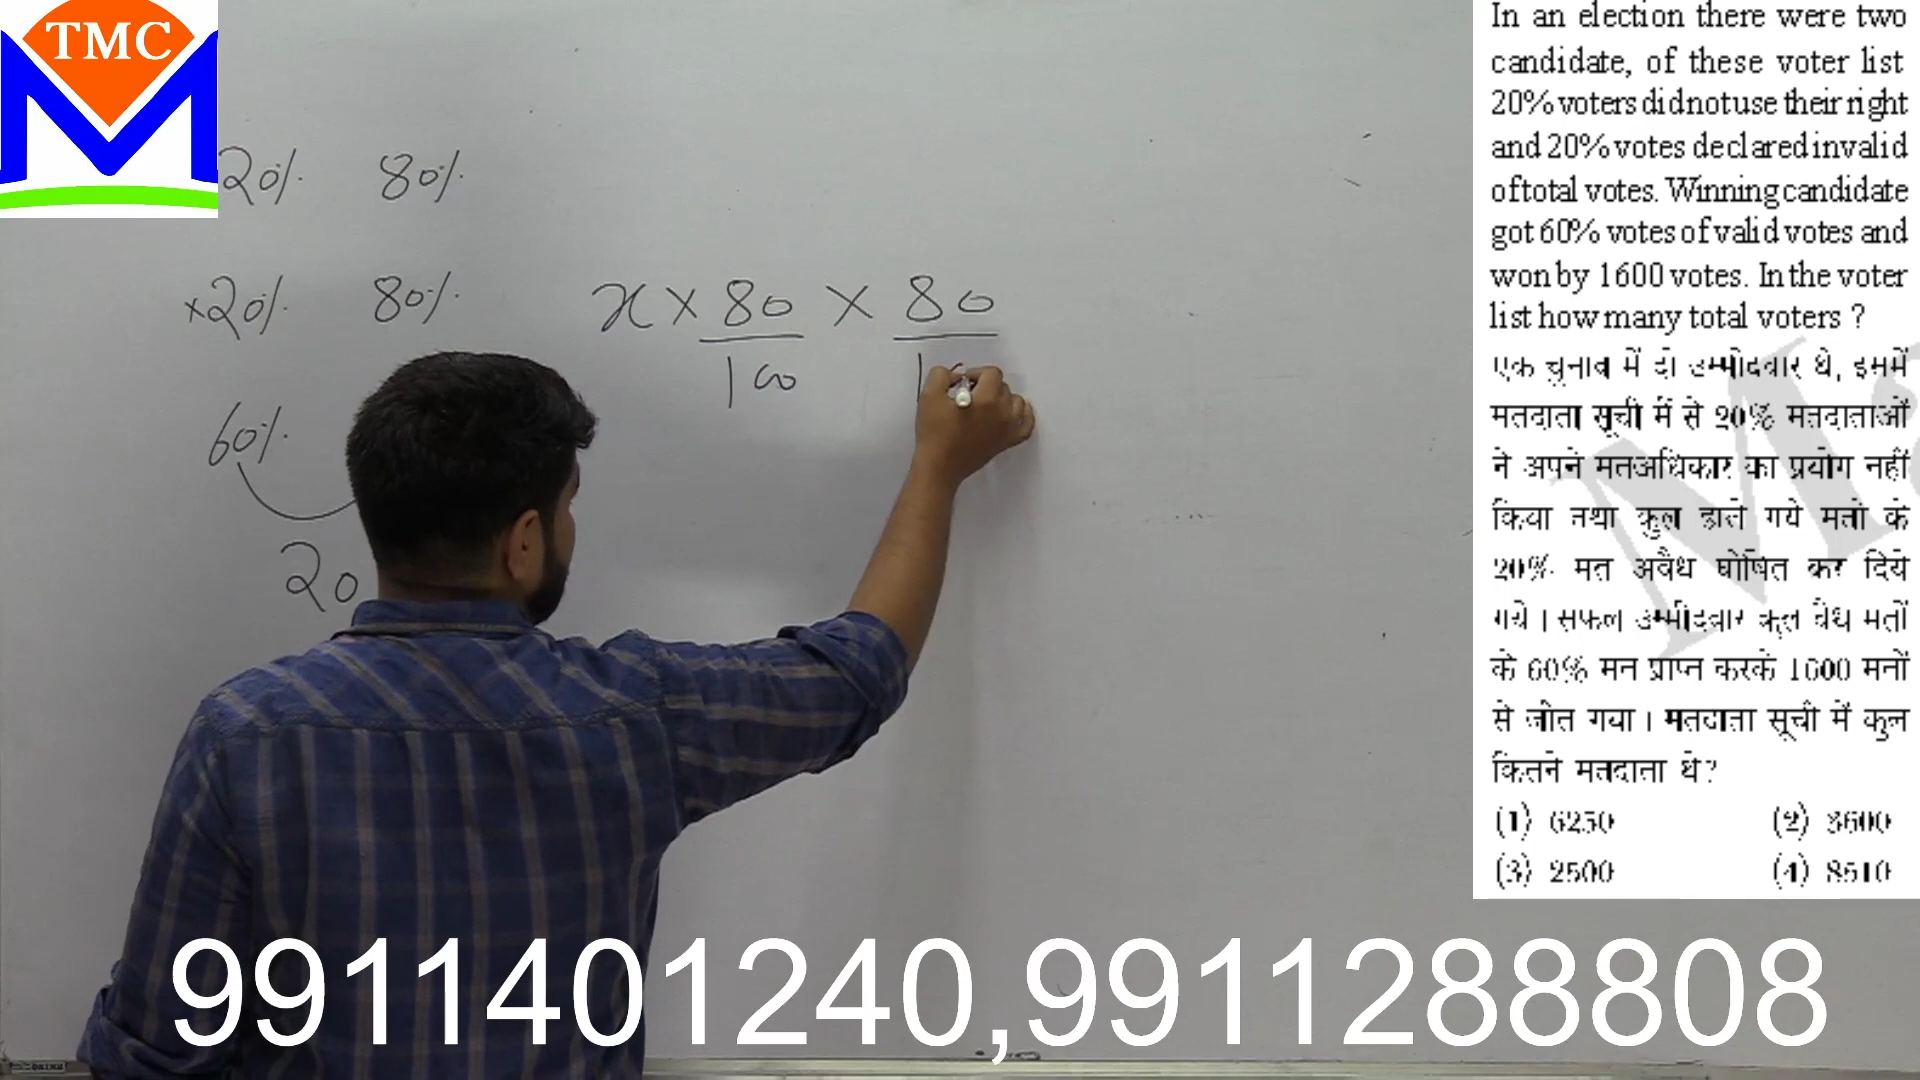 TMC
20% 80%
×20% 80%
60%
20
x × 80/100 × 80
In an election there were two
candidate, of these voter list
20% voters did not use their right
and 20% votes declared invalid
of total votes. Winning candidate
got 60% votes of valid votes and
won by 1600 votes. In the voter
list how many total voters ?
एक चुनाव में दो उम्मीदवार थे, इसमें
मतदाता सूची में से 20% मतदाताओं
ने अपने मतअधिकार का प्रयोग नहीं
किया तथा कुल डाले गये मतों के
20% मत अवैध घोषित कर दिये
गये। सफल उम्मीदवार कुल वैध मतों
के 60% मत प्राप्त करके 1600 मतों
से जीत गया। मतदाता सूची में कुल
कितने मतदाता थे?
(1) 6250 (2) 3600
(3) 2500 (4)
9911401240,9911288808